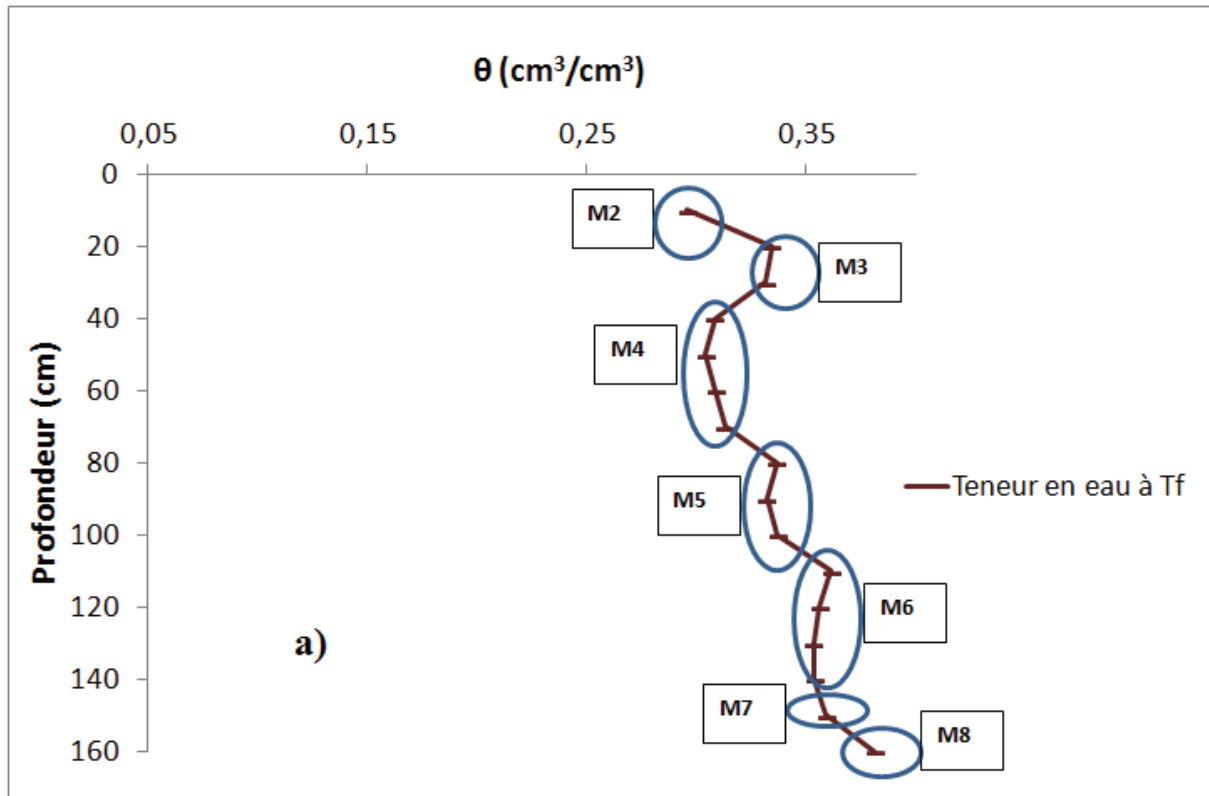 θ (cm³/cm³)
0,05 0,15 0,25 0,35
0
M2
20
M3
40
M4
60
80
Profondeur (cm)
Teneur en eau à Tf
M5
100
120
M6
a)
140
M7
M8
160